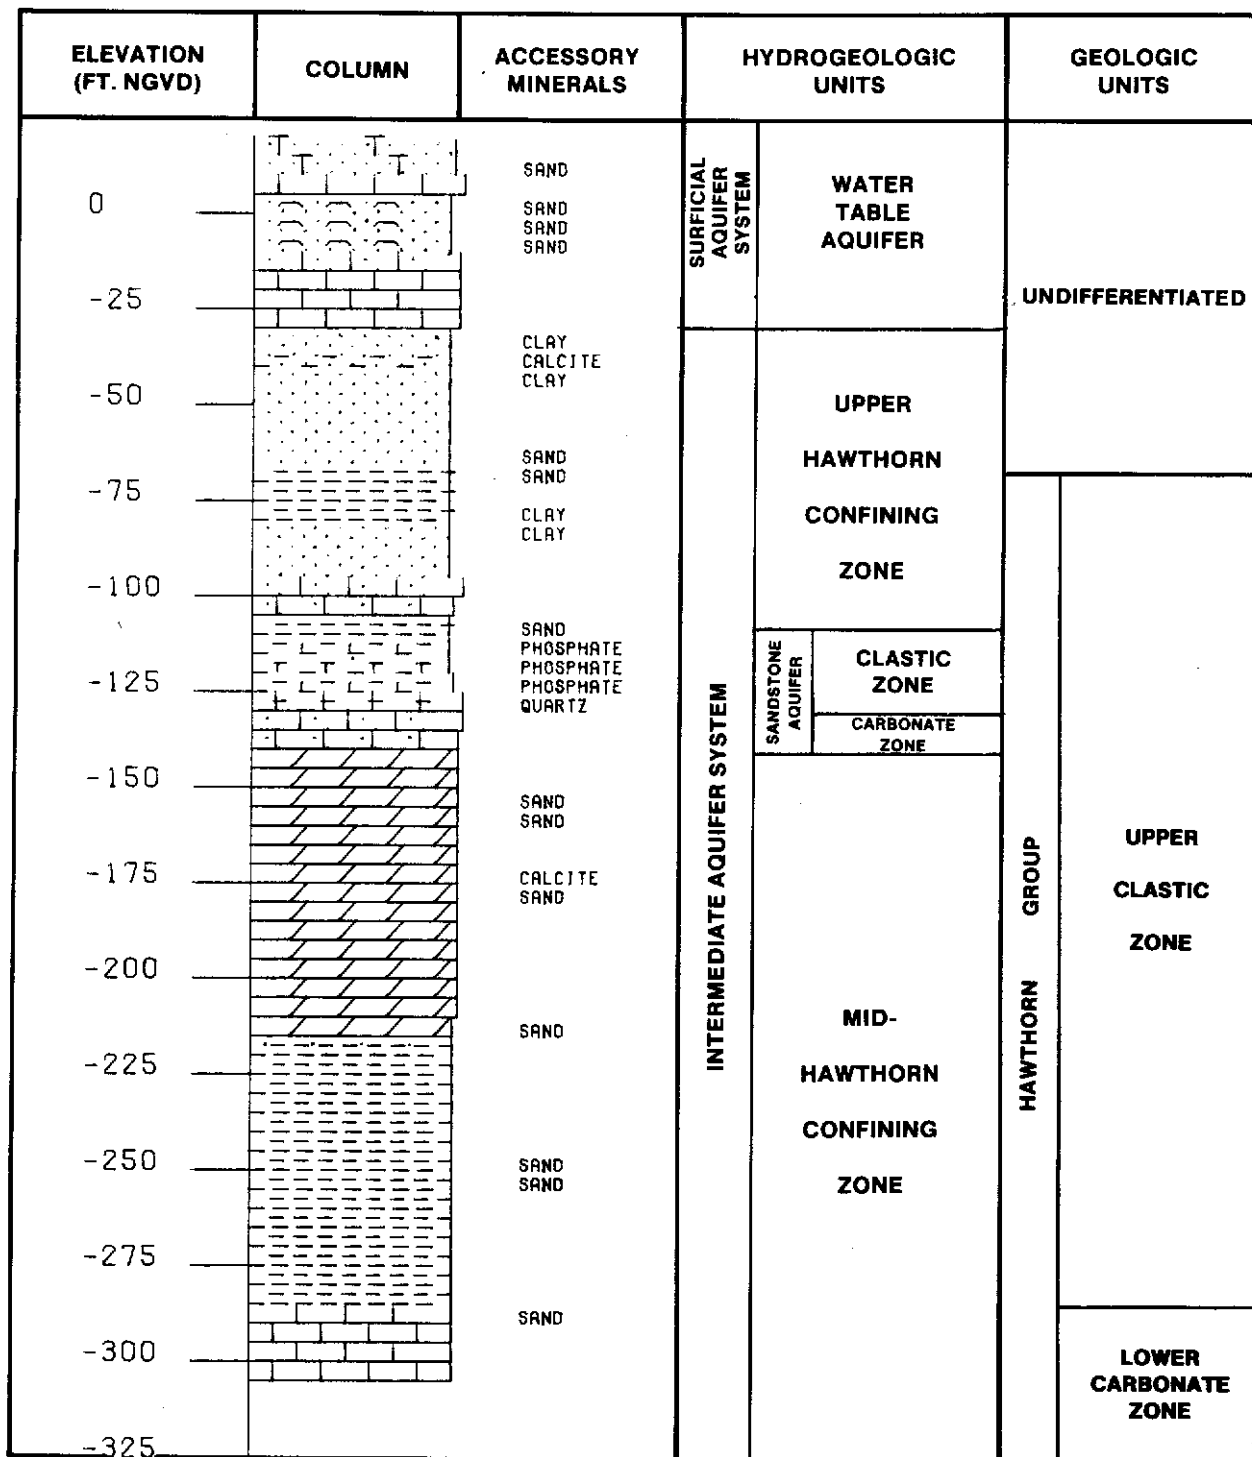 ELEVATION
(FT. NGVD)
COLUMN
ACCESSORY
MINERALS
HYDROGEOLOGIC
UNITS
GEOLOGIC
UNITS
0
-25
-50
-75
-100
-125
-150
-175
-200
-225
-250
-275
-300
-325
SAND
SAND
SAND
SAND
CLAY
CALCITE
CLAY
SAND
SAND
CLAY
CLAY
SAND
PHOSPHATE
PHOSPHATE
PHOSPHATE
QUARTZ
SAND
SAND
CALCITE
SAND
SAND
SAND
SAND
SAND
SURFICIAL
AQUIFER
SYSTEM
INTERMEDIATE AQUIFER SYSTEM
WATER
TABLE
AQUIFER
UPPER
HAWTHORN
CONFINING
ZONE
SANDSTONE
AQUIFER
CLASTIC
ZONE
CARBONATE
ZONE
MID-
HAWTHORN
CONFINING
ZONE
UNDIFFERENTIATED
HAWTHORN GROUP
UPPER
CLASTIC
ZONE
LOWER
CARBONATE
ZONE